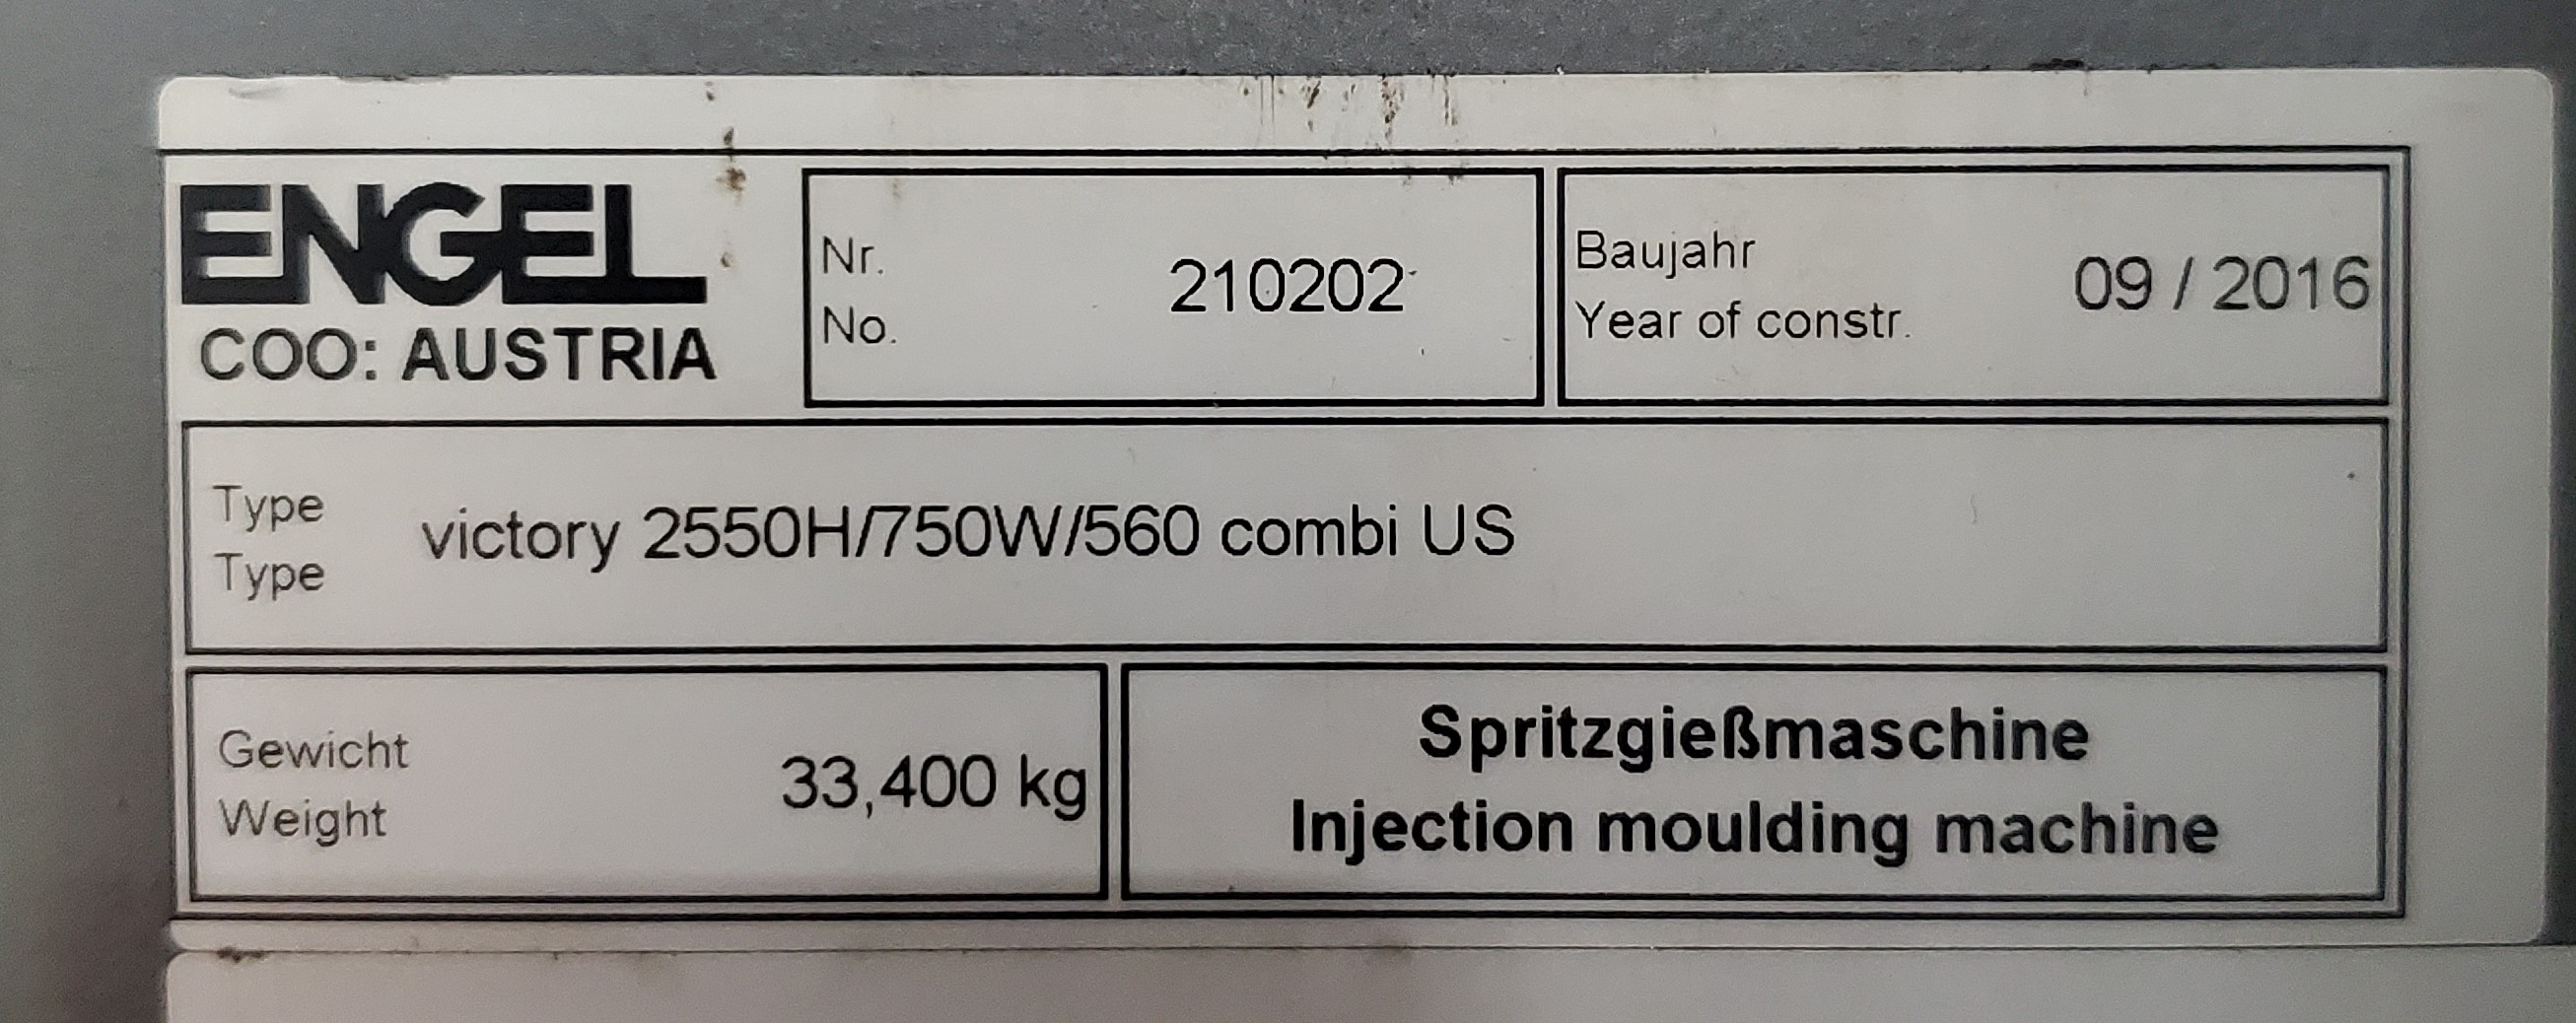 ENGEL
COO: AUSTRIA
Nr.
No.
210202
Baujahr
Year of constr.
09 / 2016
Type
Type
victory 2550H/750W/560 combi US
Gewicht
Weight
33,400 kg
Spritzgießmaschine
Injection moulding machine